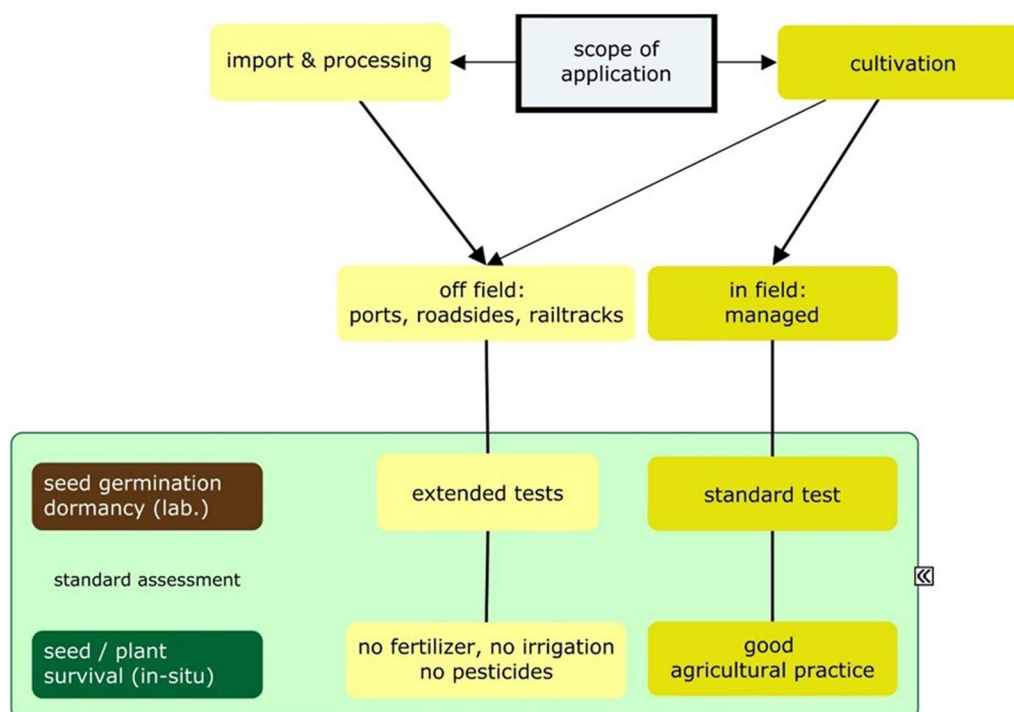 import & processing
scope of
application
cultivation
off field:
ports, roadsides, railtracks
in field:
managed
seed germination
dormancy (lab.)
extended tests
standard test
standard assessment
seed / plant
survival (in-situ)
no fertilizer, no irrigation
no pesticides
good
agricultural practice